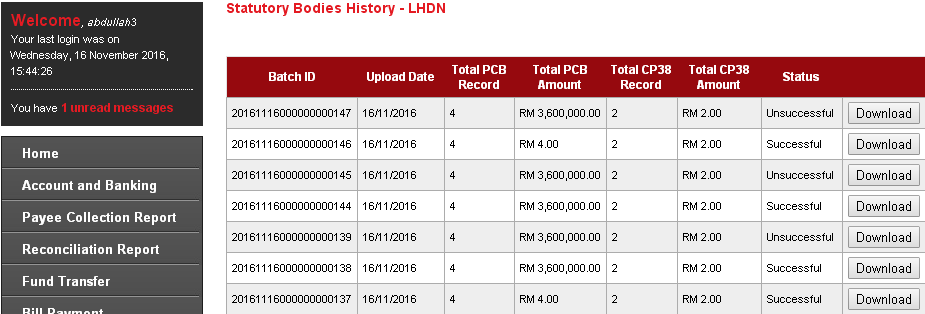 Welcome, abdullah3
Your last login was on
Wednesday, 16 November 2016,
15:44:26
You have 1 unread messages
Home
Account and Banking
Payee Collection Report
Reconciliation Report
Fund Transfer
Bill Payment
Statutory Bodies History - LHDN
Batch ID Upload Date Total PCB Record Total PCB Amount Total CP38 Record Total CP38 Amount Status
20161116000000000147 16/11/2016 4 RM 3,600,000.00 2 RM 2.00 Unsuccessful Download
20161116000000000146 16/11/2016 4 RM 4.00 2 RM 2.00 Successful Download
20161116000000000145 16/11/2016 4 RM 3,600,000.00 2 RM 2.00 Unsuccessful Download
20161116000000000144 16/11/2016 4 RM 3,600,000.00 2 RM 2.00 Successful Download
20161116000000000139 16/11/2016 4 RM 3,600,000.00 2 RM 2.00 Unsuccessful Download
20161116000000000138 16/11/2016 4 RM 3,600,000.00 2 RM 2.00 Successful Download
20161116000000000137 16/11/2016 4 RM 4.00 2 RM 2.00 Successful Download